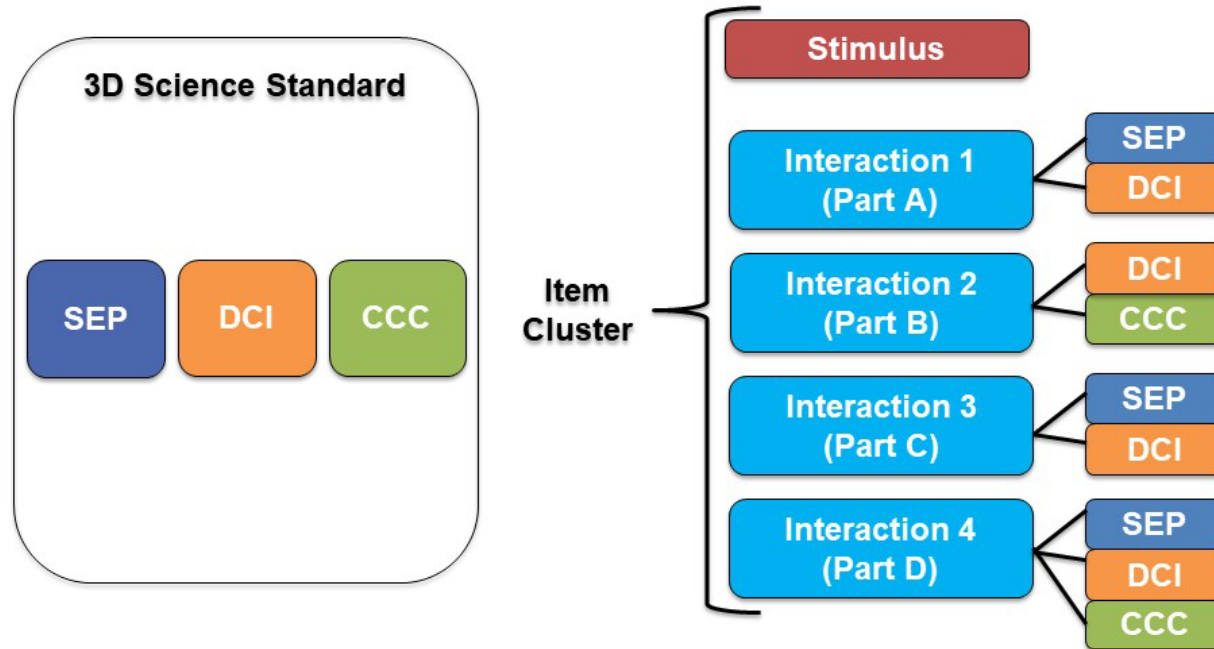 3D Science Standard
SEP
DCI
CCC
Item
Cluster
Stimulus
Interaction 1
(Part A)
SEP
DCI
Interaction 2
(Part B)
DCI
CCC
Interaction 3
(Part C)
SEP
DCI
Interaction 4
(Part D)
SEP
DCI
CCC